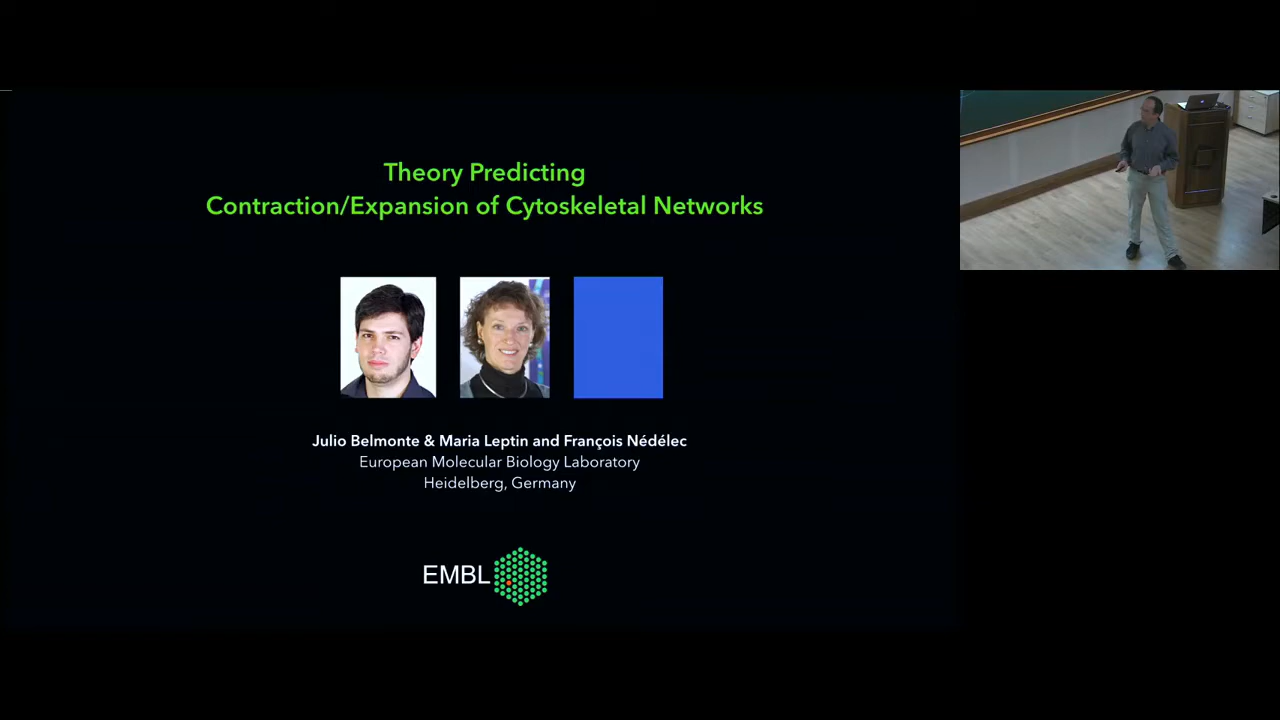 Theory Predicting
Contraction/Expansion of Cytoskeletal Networks
Julio Belmonte & Maria Leptin and François Nédélec
European Molecular Biology Laboratory
Heidelberg, Germany
EMBL